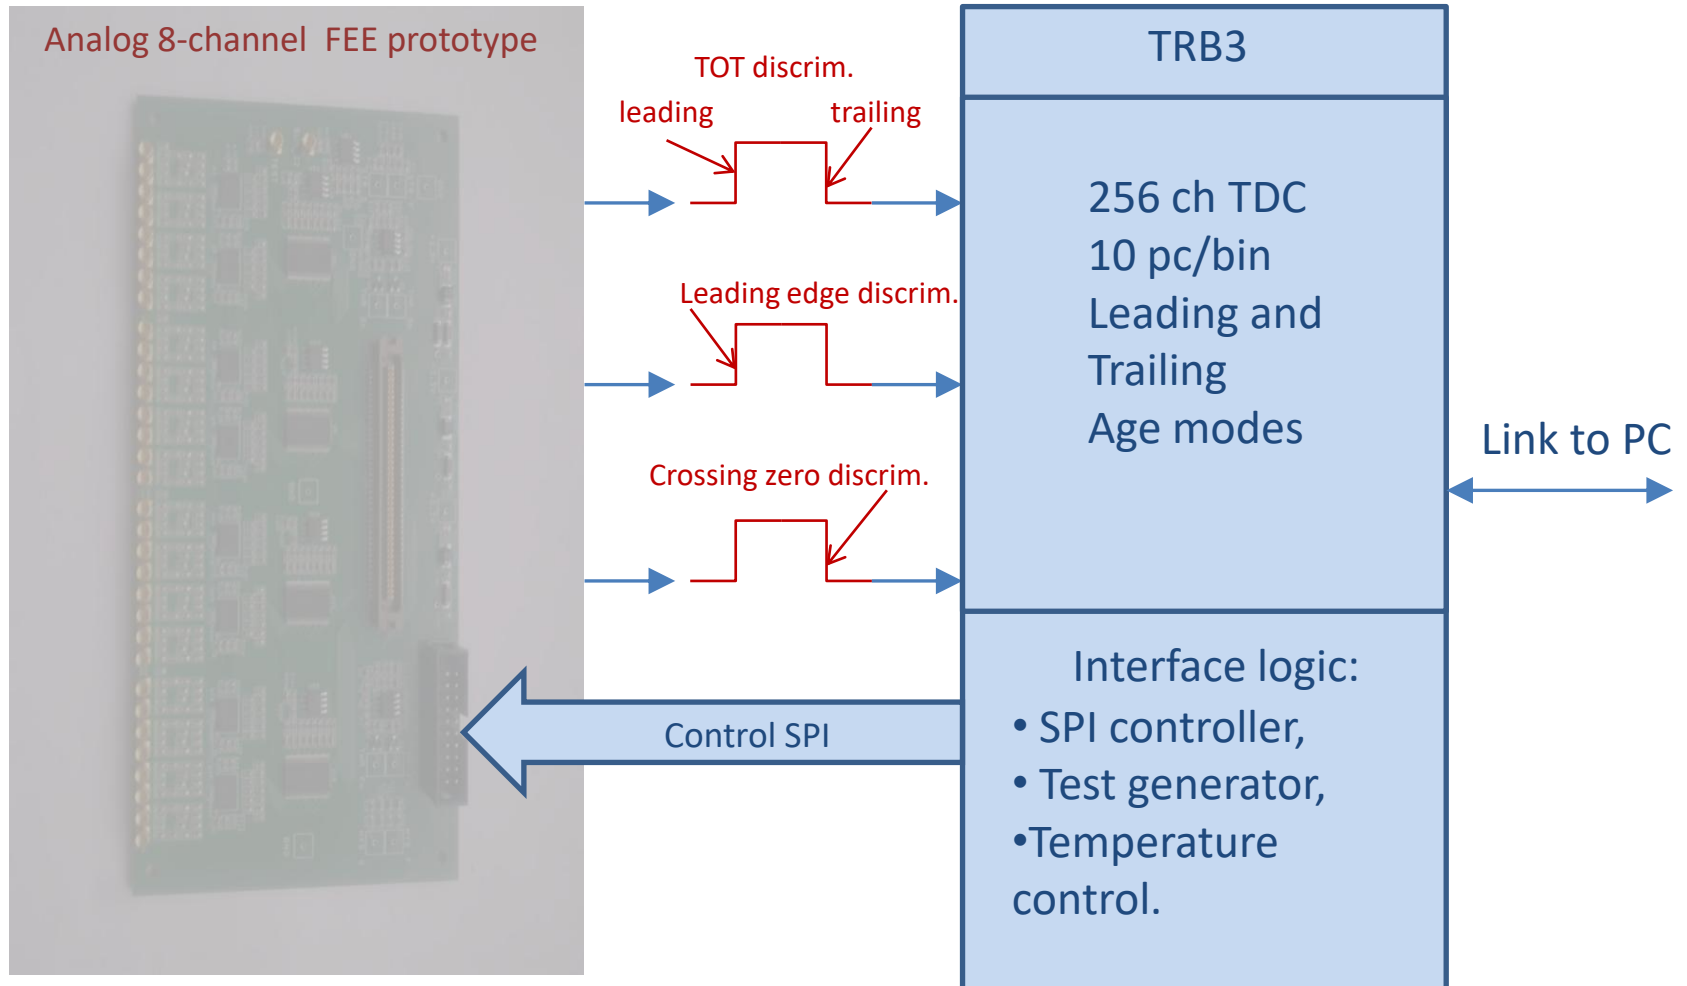 Analog 8-channel FEE prototype
TOT discrim.
leading
trailing
Leading edge discrim.
Crossing zero discrim.
Control SPI
TRB3
256 ch TDC
10 pc/bin
Leading and
Trailing
Age modes
Interface logic:
• SPI controller,
• Test generator,
•Temperature
control.
Link to PC